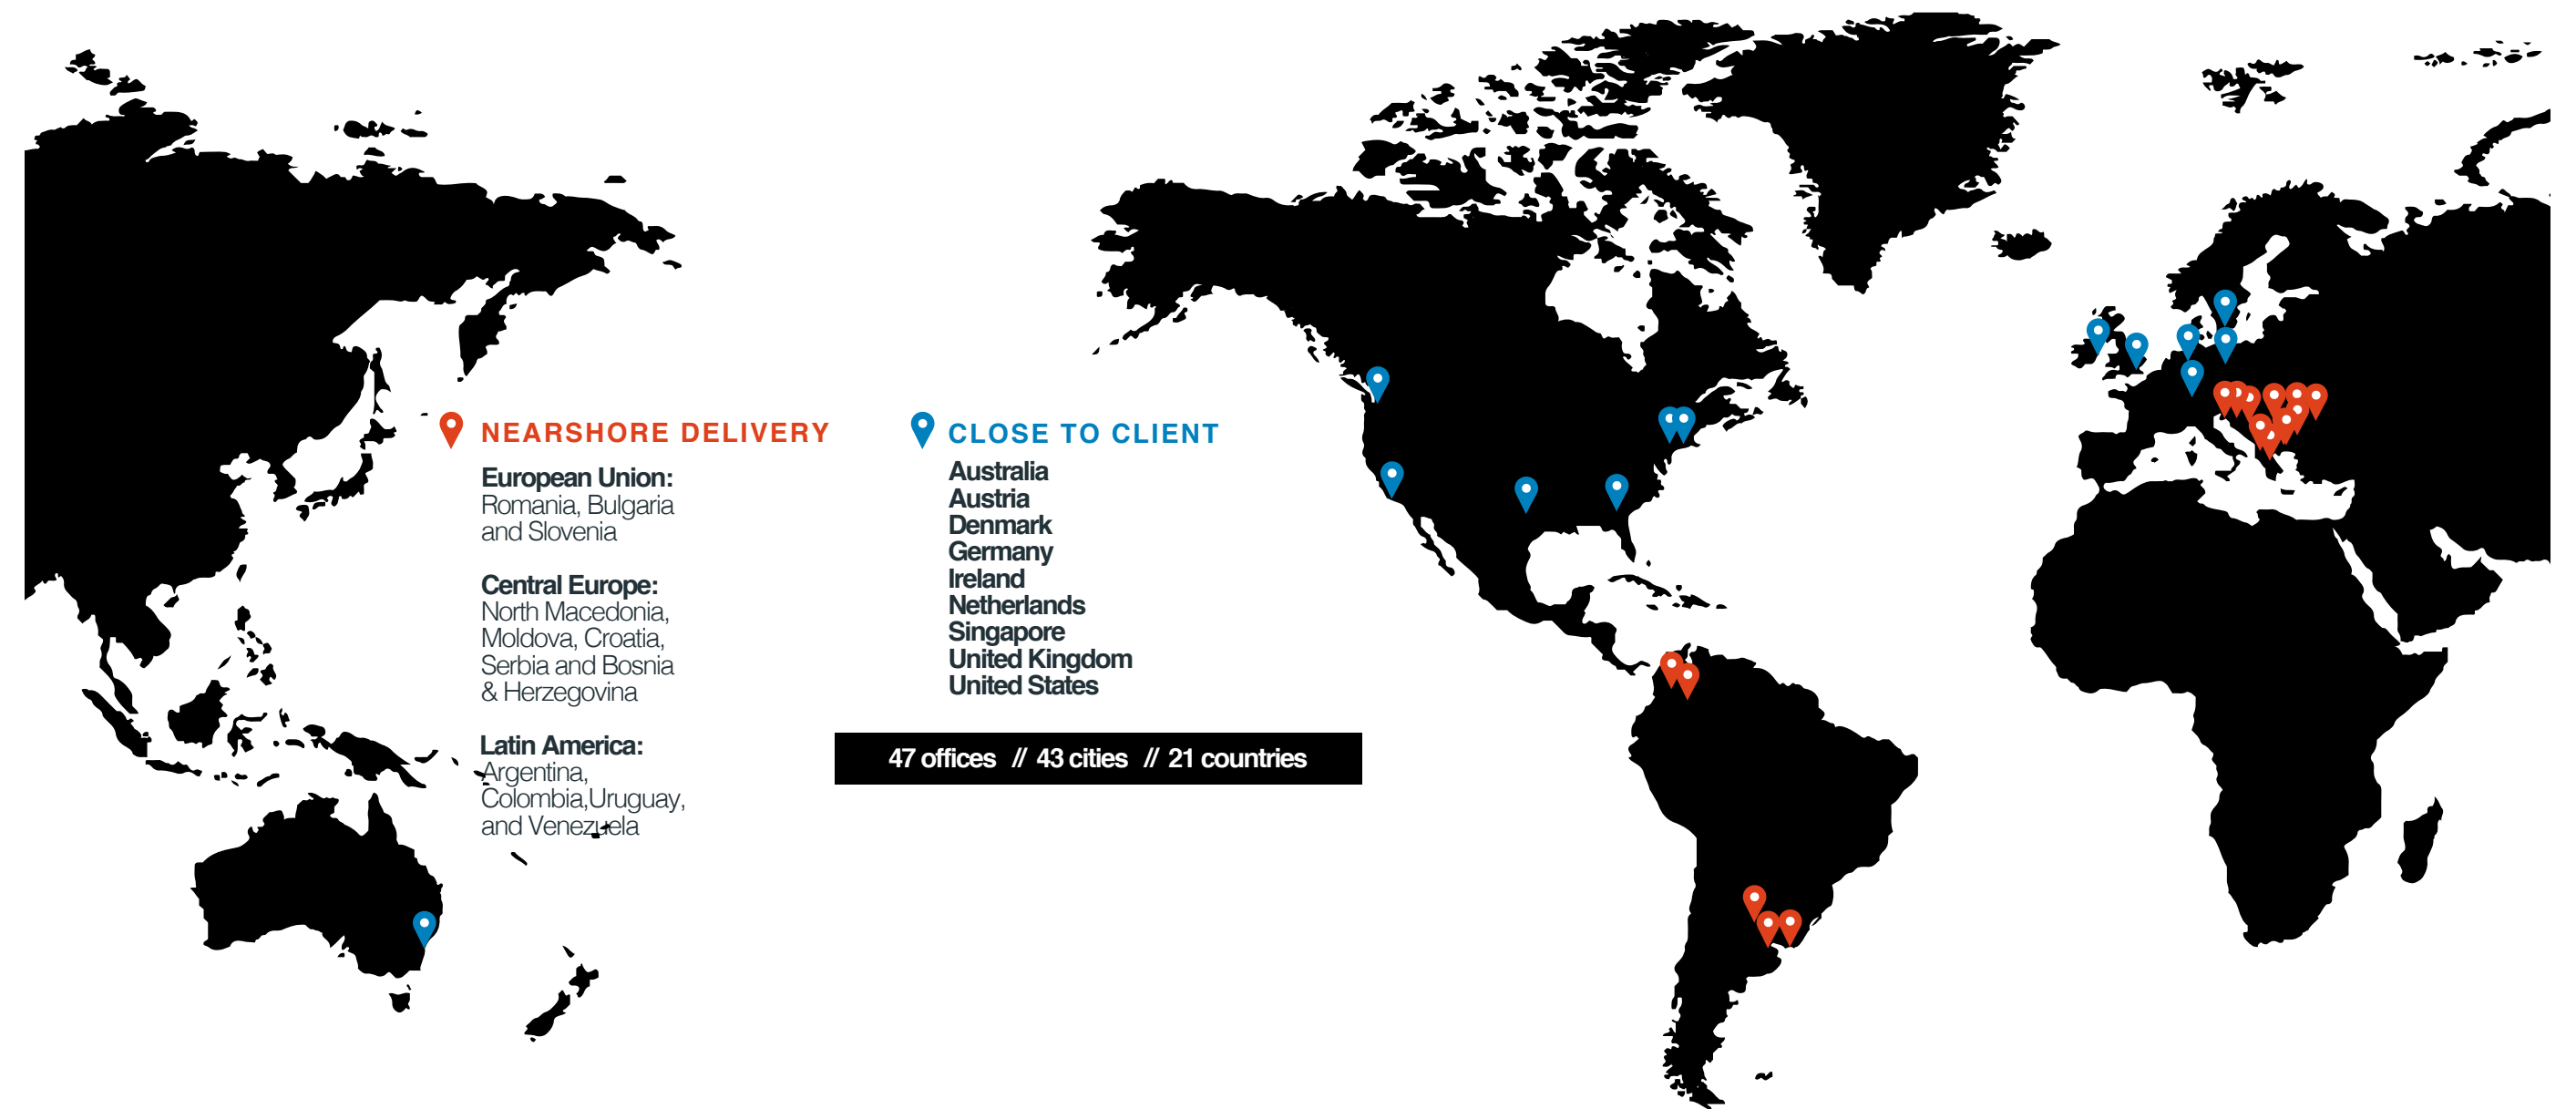 NEARSHORE DELIVERY
European Union:
Romania, Bulgaria
and Slovenia
Central Europe:
North Macedonia,
Moldova, Croatia,
Serbia and Bosnia
& Herzegovina
Latin America:
Argentina,
Colombia,Uruguay,
and Venezuela
CLOSE TO CLIENT
Australia
Austria
Denmark
Germany
Ireland
Netherlands
Singapore
United Kingdom
United States
47 offices // 43 cities // 21 countries